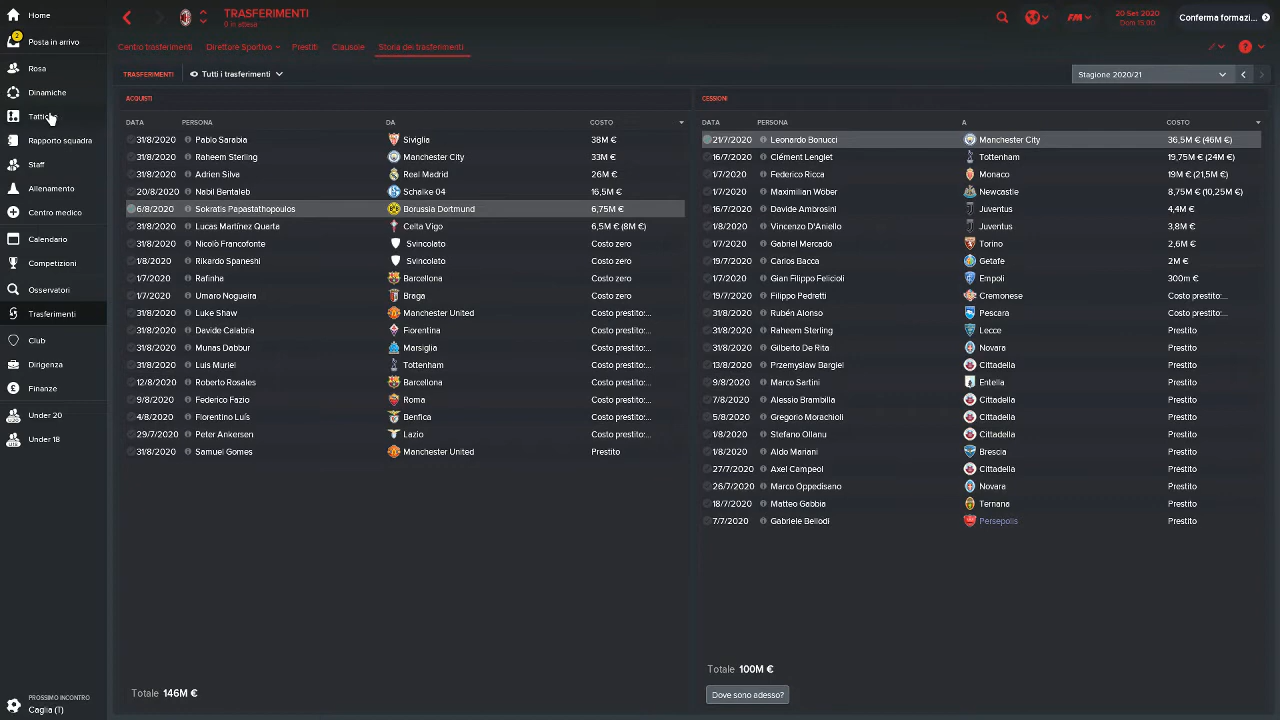 Home
2
Posta in arrivo
Rosa
Dinamiche
Rapporto squadra
Staff
Allenamento
Centro medico
Calendario
Competizioni
Osservatori
Trasferimenti
Club
Dirigenza
Finanze
Under 20
Under 18
PROSSIMO INCONTRO
Caglia (T)
TRASFERIMENTI
0 in attesa
FM
20 Set 2020
Dom 15:00
Conferma formazi...
Centro trasferimenti Direttore Sportivo Prestiti Clausole Storia dei trasferimenti
TRASFERIMENTI Tutti i trasferimenti
Stagione 2020/21
ACQUISTI
DATA PERSONA DA COSTO
31/8/2020 Pablo Sarabia Siviglia 38M €
31/8/2020 Raheem Sterling Manchester City 33M €
31/8/2020 Adrien Silva Real Madrid 26M €
20/8/2020 Nabil Bentaleb Schalke 04 16,5M €
6/8/2020 Sokratis Papastathopoulos Borussia Dortmund 6,75M €
31/8/2020 Lucas Martínez Quarta Celta Vigo 6,5M € (8M €)
31/8/2020 Nicolò Francofonte Svincolato Costo zero
1/8/2020 Rikardo Spaneshi Svincolato Costo zero
1/7/2020 Rafinha Barcellona Costo zero
1/7/2020 Umaro Nogueira Braga Costo zero
31/8/2020 Luke Shaw Manchester United Costo prestito:...
31/8/2020 Davide Calabria Fiorentina Costo prestito:...
31/8/2020 Munas Dabbur Marsiglia Costo prestito:...
31/8/2020 Luis Muriel Tottenham Costo prestito:...
12/8/2020 Roberto Rosales Barcellona Costo prestito:...
9/8/2020 Federico Fazio Roma Costo prestito:...
4/8/2020 Florentino Luís Benfica Costo prestito:...
29/7/2020 Peter Ankersen Lazio Costo prestito:...
31/8/2020 Samuel Gomes Manchester United Prestito
Totale 146M €
CESSIONI
DATA PERSONA A COSTO
21/7/2020 Leonardo Bonucci Manchester City 36,5M € (46M €)
16/7/2020 Clément Lenglet Tottenham 19,75M € (24M €)
1/7/2020 Federico Ricca Monaco 19M € (21,5M €)
1/7/2020 Maximilian Wöber Newcastle 8,75M € (10,25M €)
16/7/2020 Davide Ambrosini Juventus 4,4M €
1/8/2020 Vincenzo D'Aniello Juventus 3,8M €
1/7/2020 Gabriel Mercado Torino 2,6M €
19/7/2020 Carlos Bacca Getafe 2M €
1/7/2020 Gian Filippo Felicioli Empoli 300m €
19/7/2020 Filippo Pedretti Cremonese Costo prestito:...
31/8/2020 Rubén Alonso Pescara Costo prestito:...
31/8/2020 Raheem Sterling Lecce Prestito
31/8/2020 Gilberto De Rita Novara Prestito
13/8/2020 Przemyslaw Bargiel Cittadella Prestito
9/8/2020 Marco Sartini Entella Prestito
7/8/2020 Alessio Brambilla Cittadella Prestito
5/8/2020 Gregorio Morachioli Cittadella Prestito
1/8/2020 Stefano Ollanu Cittadella Prestito
1/8/2020 Aldo Mariani Brescia Prestito
27/7/2020 Axel Campeol Cittadella Prestito
26/7/2020 Marco Oppedisano Novara Prestito
18/7/2020 Matteo Gabbia Ternana Prestito
7/7/2020 Gabriele Bellodi Persepolis Prestito
Totale 100M €
Dove sono adesso?